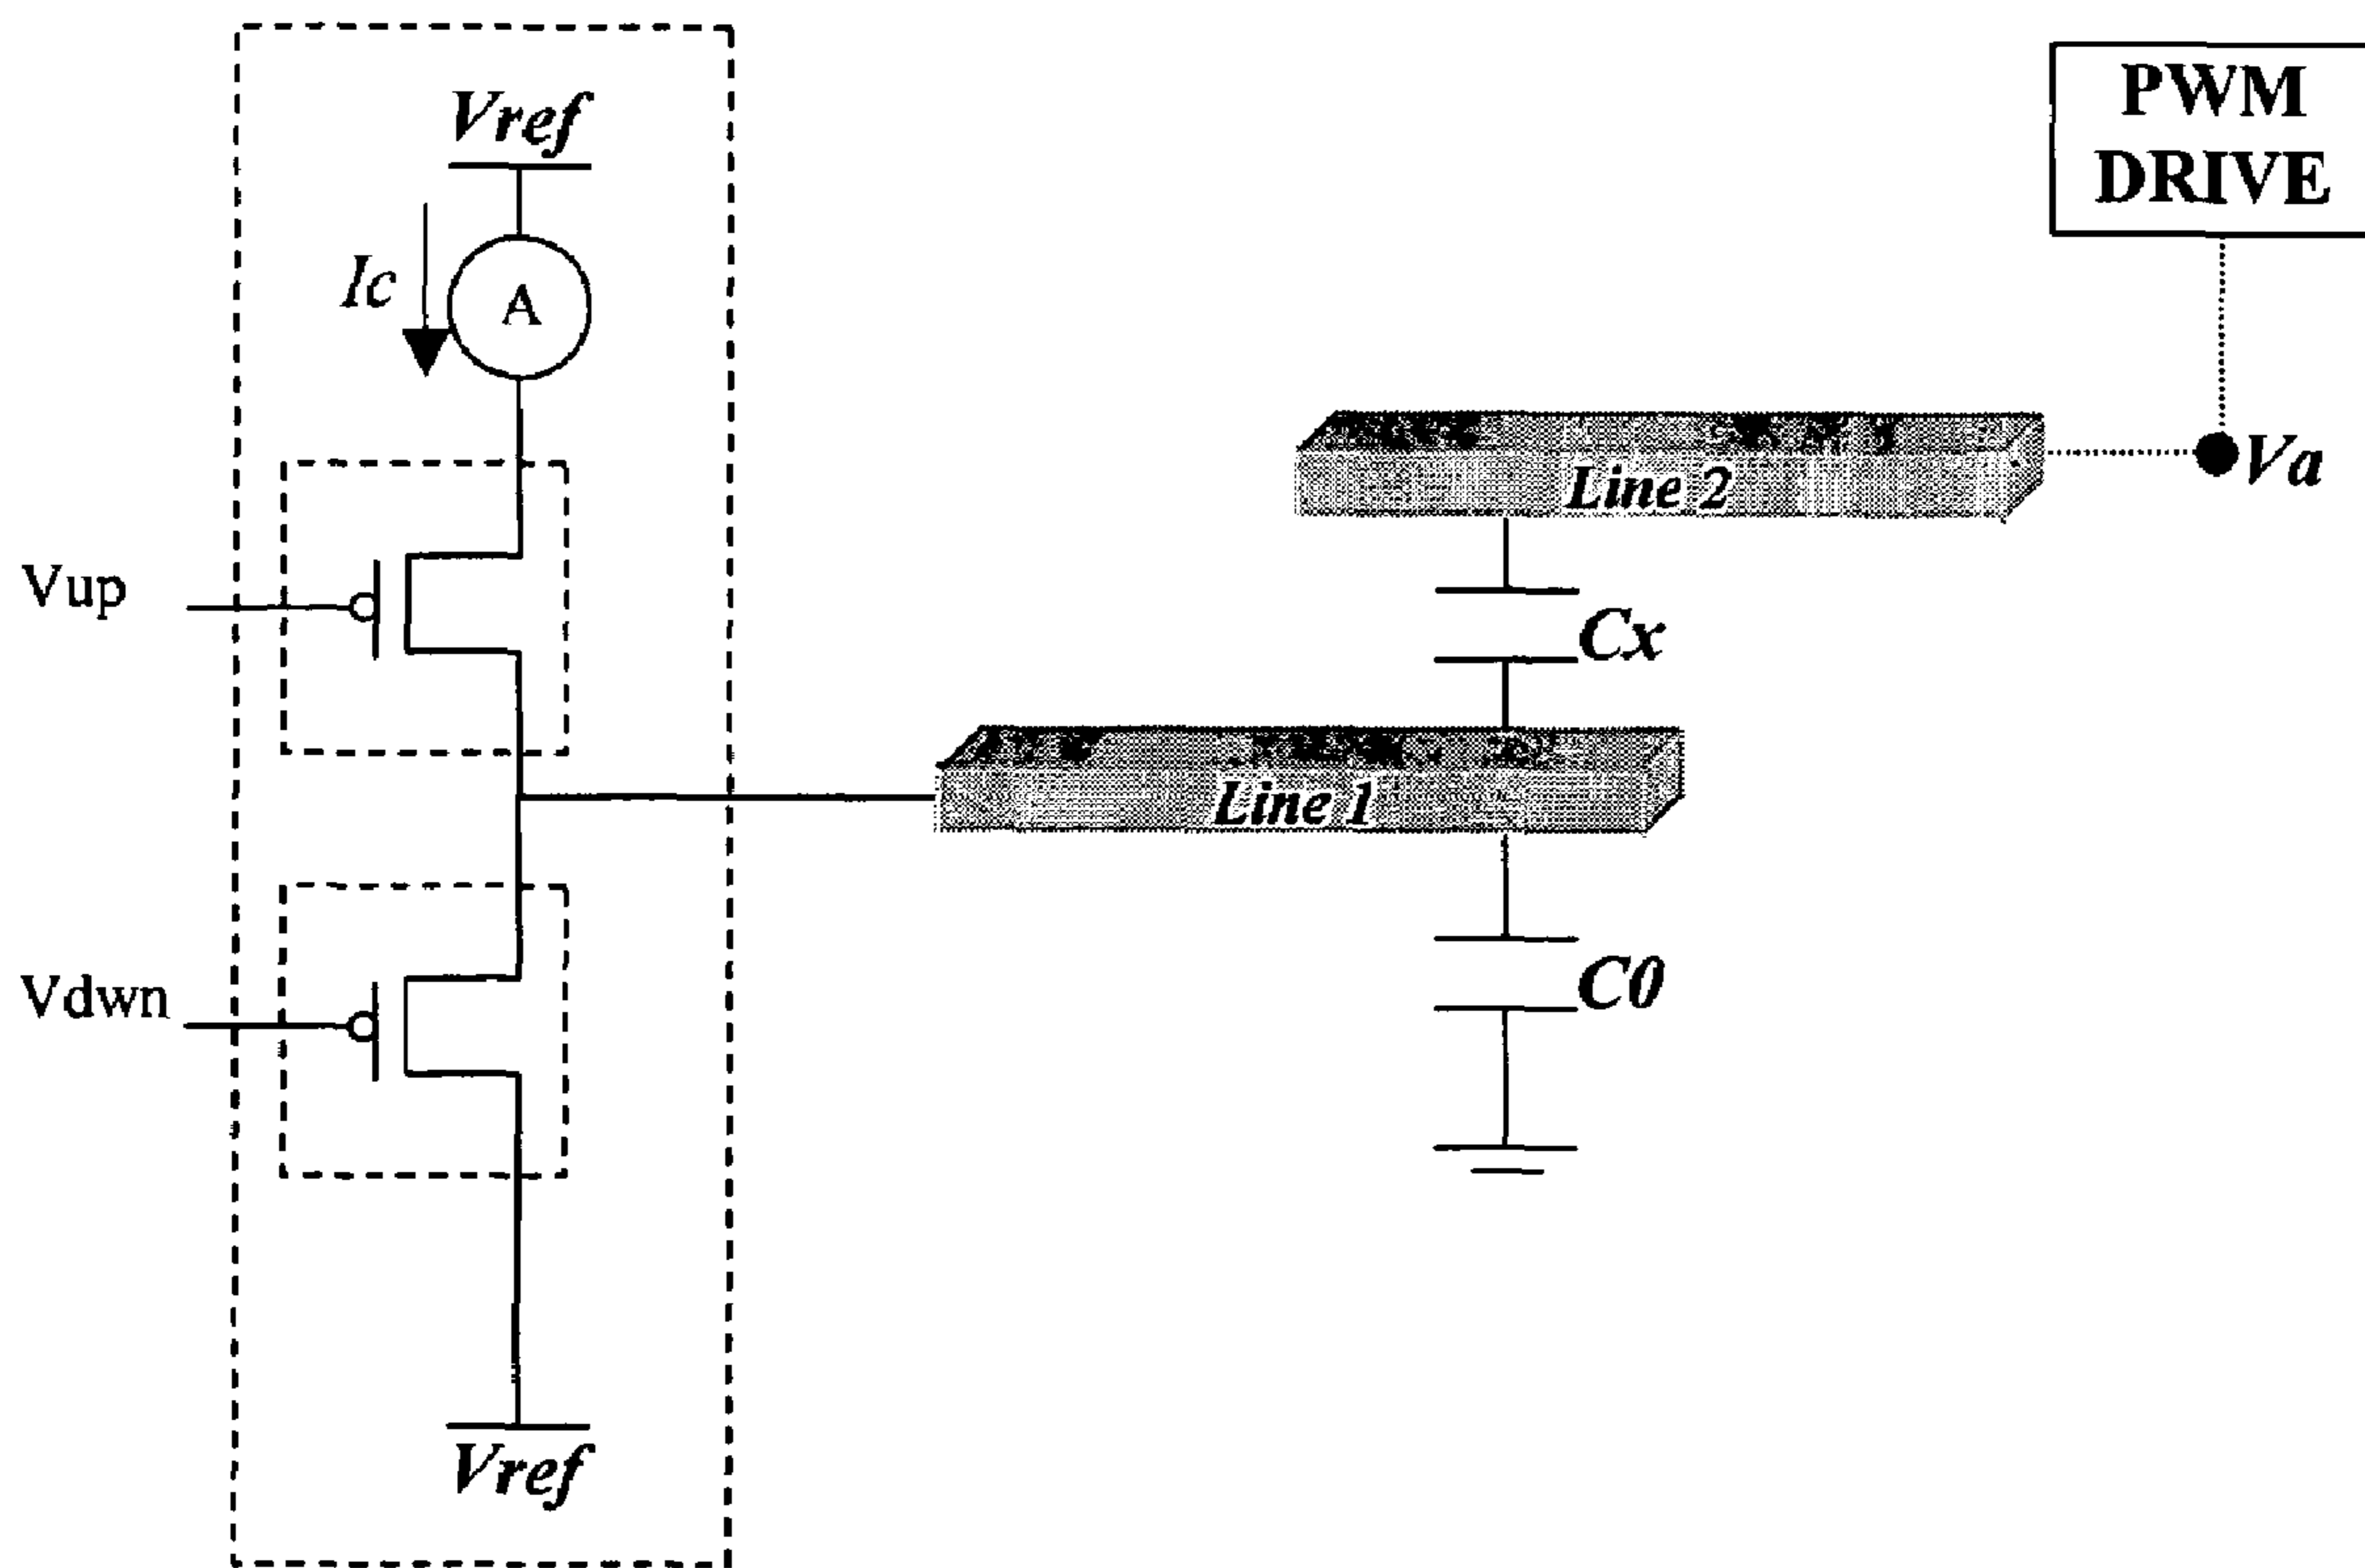 Vref
PWM
DRIVE
Ic
A
Line 2
Va
Vup
Cx
Line 1
Vdwn
C0
Vref